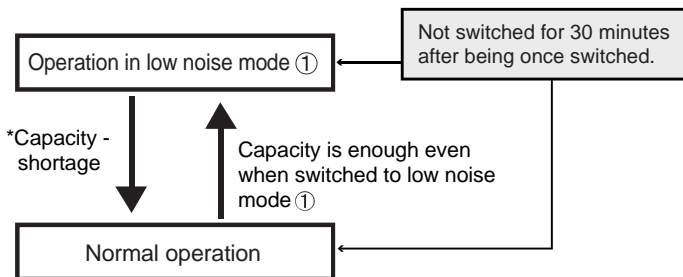 Not switched for 30 minutes
after being once switched.
Operation in low noise mode ①
*Capacity -
shortage
Capacity is enough even
when switched to low noise
mode ①
Normal operation